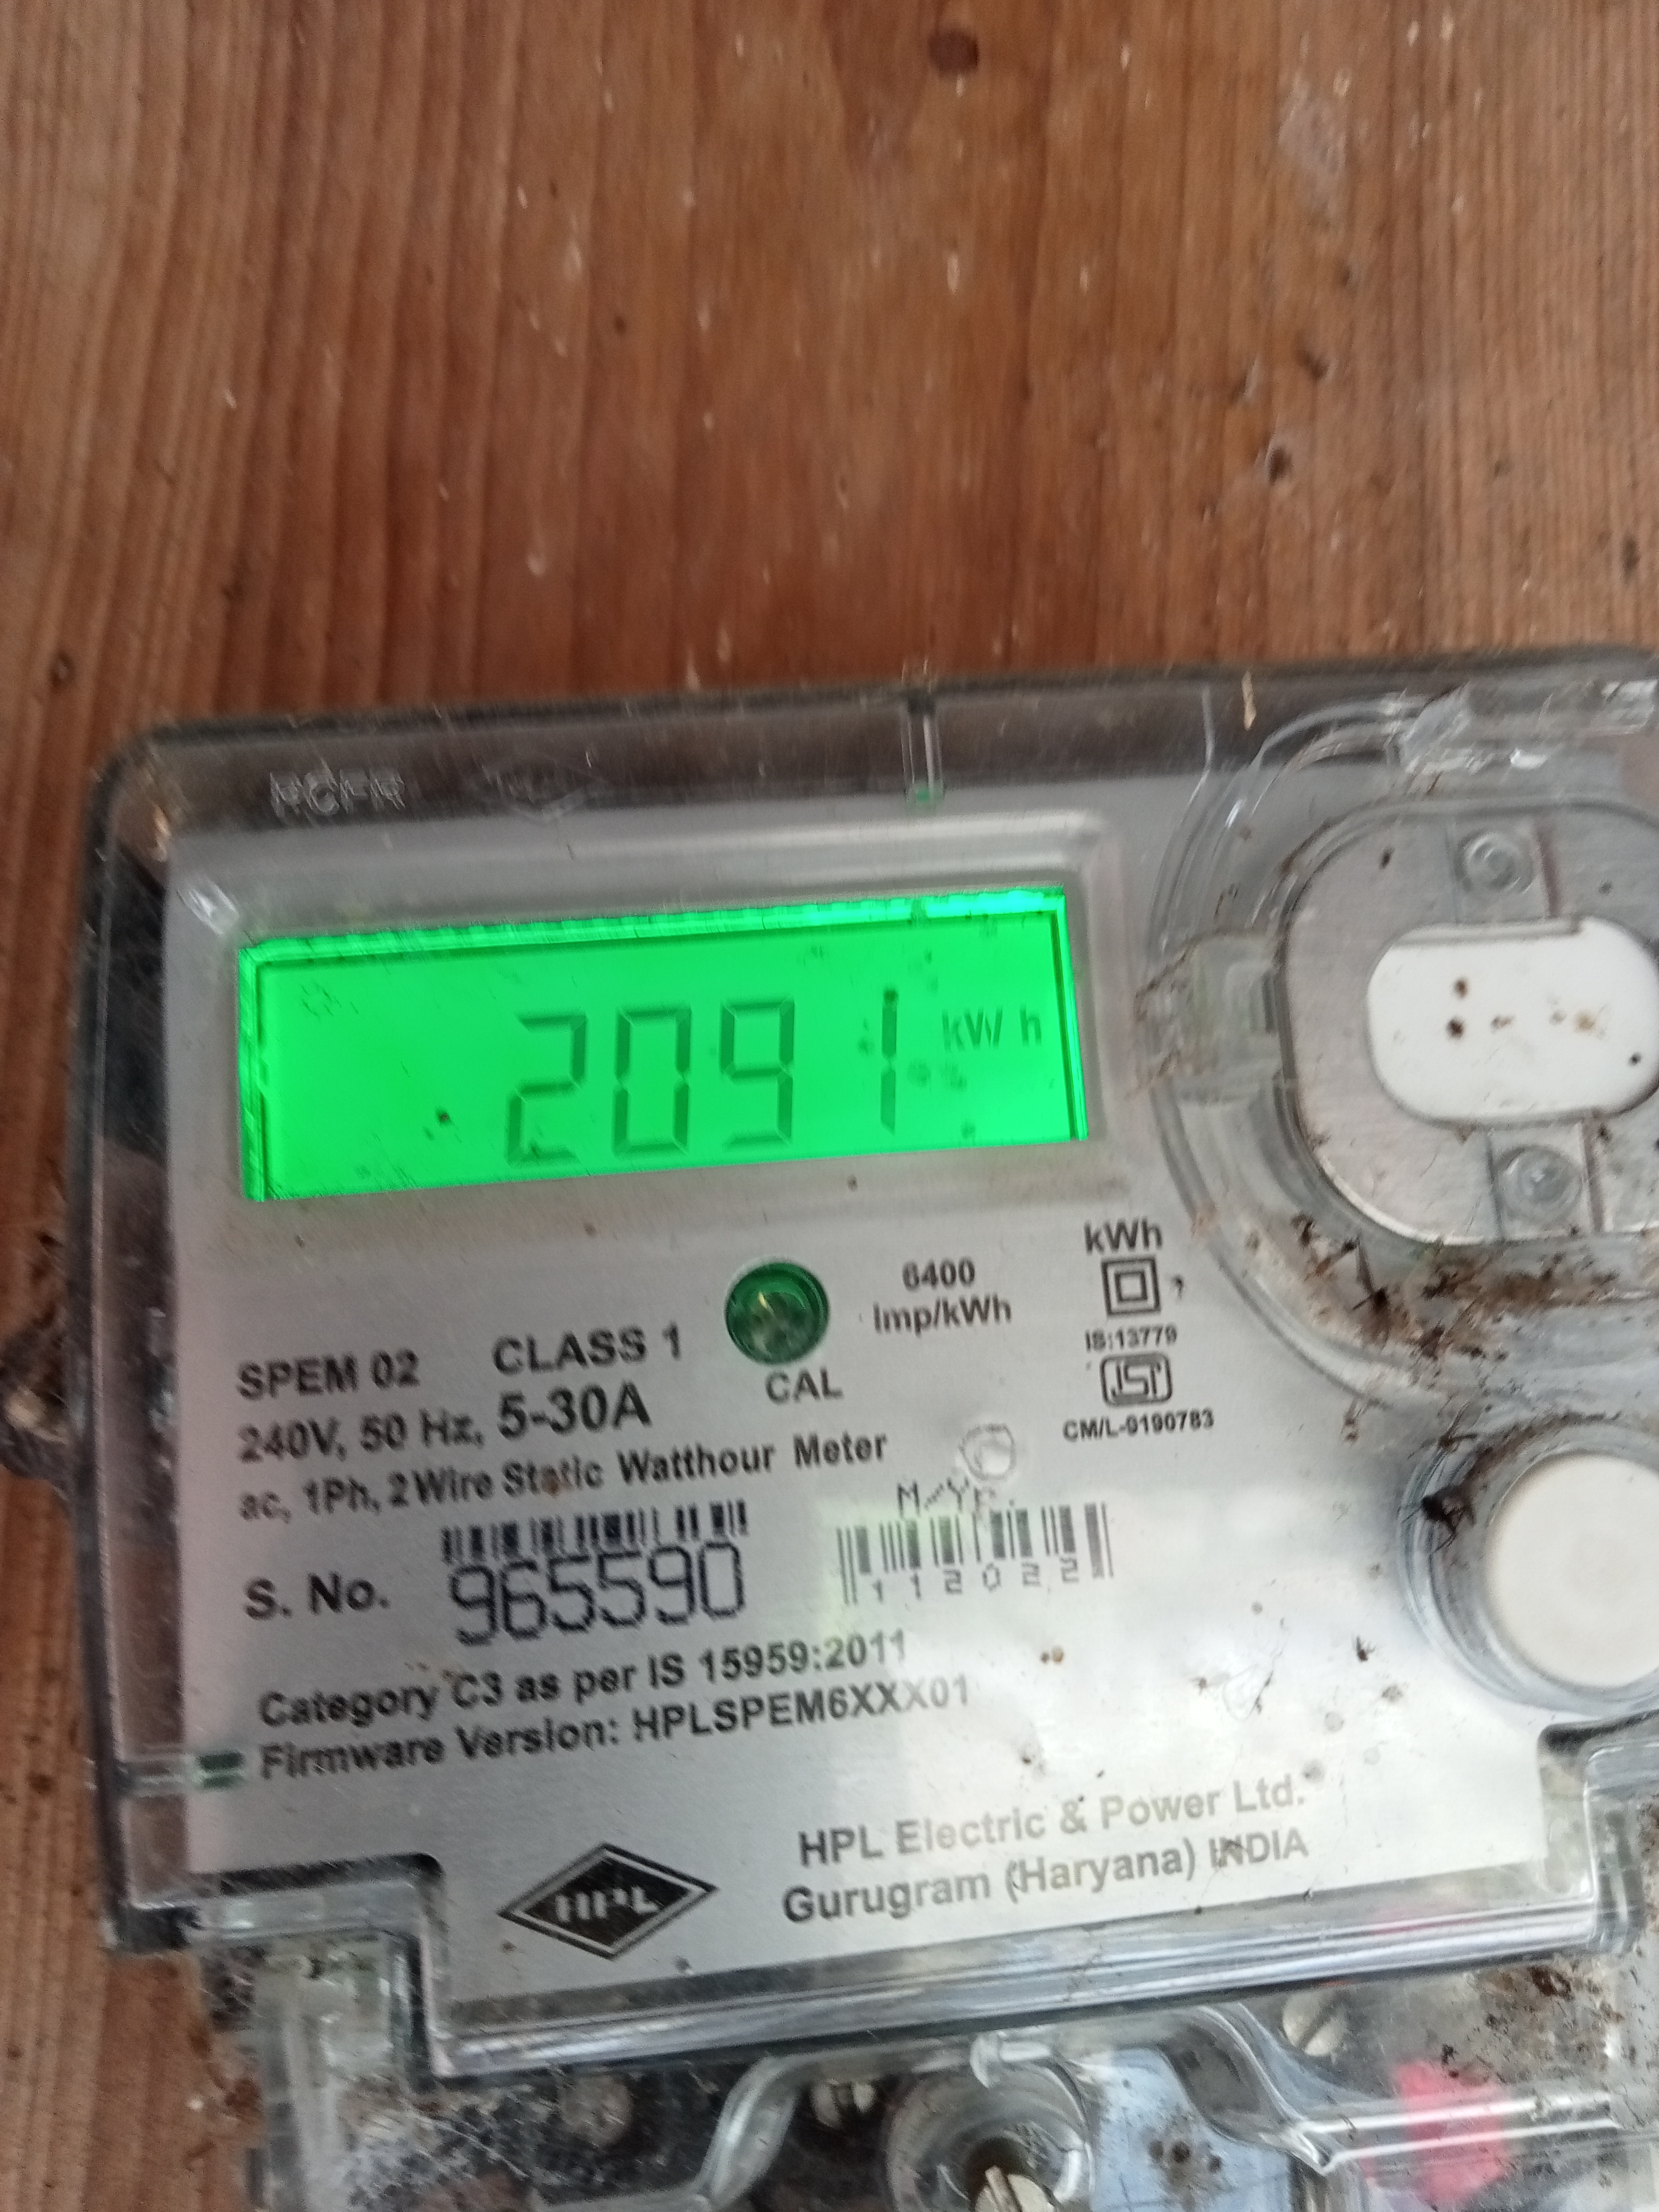 2091 kWh
6400
imp/kWh
kWh
IS:13779
ISI
CM/L-9190783
SPEM 02 CLASS 1
CAL
240V, 50 Hz, 5-30A
ac, 1Ph, 2 Wire Static Watthour Meter
M-Yr.
S. No. 965590
112022
Category C3 as per IS 15959:2011
Firmware Version: HPLSPEM6XXX01
HPL
HPL Electric & Power Ltd.
Gurugram (Haryana) INDIA